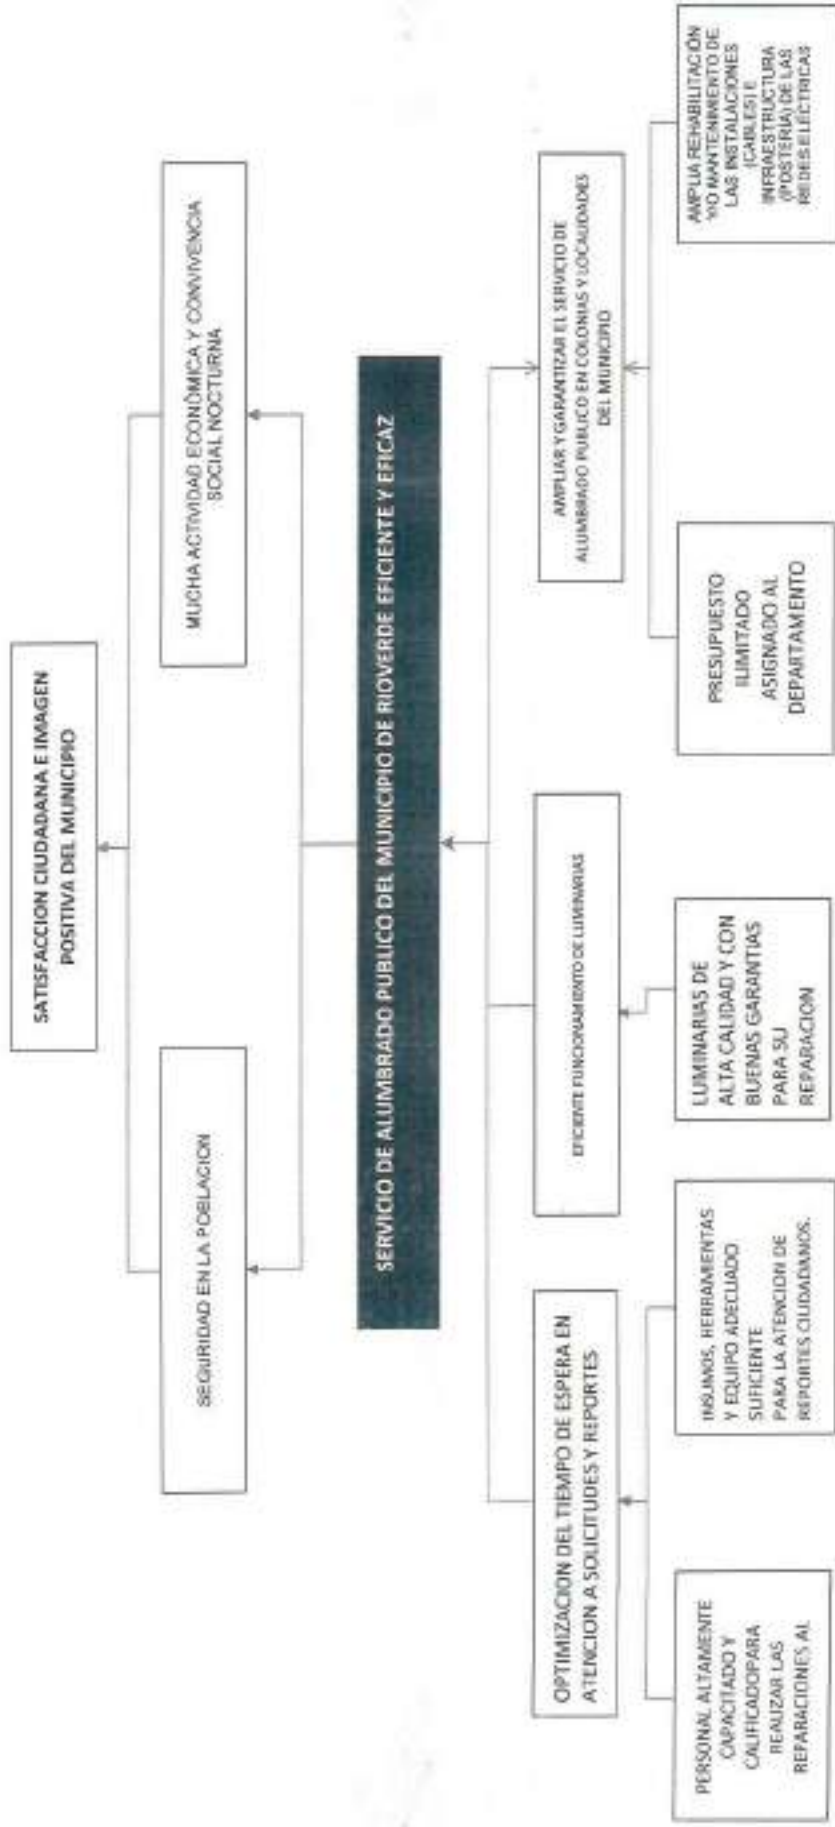 SATISFACCION CIUDADANA E IMAGEN
POSITIVA DEL MUNICIPIO
SEGURIDAD EN LA POBLACION
MUCHA ACTIVIDAD ECONÓMICA Y CONVIVENCIA
SOCIAL NOCTURNA
SERVICIO DE ALUMBRADO PUBLICO DEL MUNICIPIO DE RIOVERDE EFICIENTE Y EFICAZ
OPTIMIZACION DEL TIEMPO DE ESPERA EN
ATENCION A SOLICITUDES Y REPORTES
EFICIENTE FUNCIONAMIENTO DE LUMINARIAS
AMPLIAR Y GARANTIZAR EL SERVICIO DE
ALUMBRADO PUBLICO EN COLONIAS Y LOCALIDADES
DEL MUNICIPIO
PERSONAL ALTAMENTE
CAPACITADO Y
CALIFICADOPARA
REALIZAR LAS
REPARACIONES AL
INSUMOS, HERRAMIENTAS
Y EQUIPO ADECUADO
SUFICIENTE
PARA LA ATENCION DE
REPORTES CIUDADANOS.
LUMINARIAS DE
ALTA CALIDAD Y CON
BUENAS GARANTIAS
PARA SU
REPARACION
PRESUPUESTO
ILIMITADO
ASIGNADO AL
DEPARTAMENTO
AMPLIA REHABILITACIÓN
Y/O MANTENIMIENTO DE
LAS INSTALACIONES
(CABLES) E
INFRAESTRUCTURA
(POSTERIA) DE LAS
REDES ELÉCTRICAS